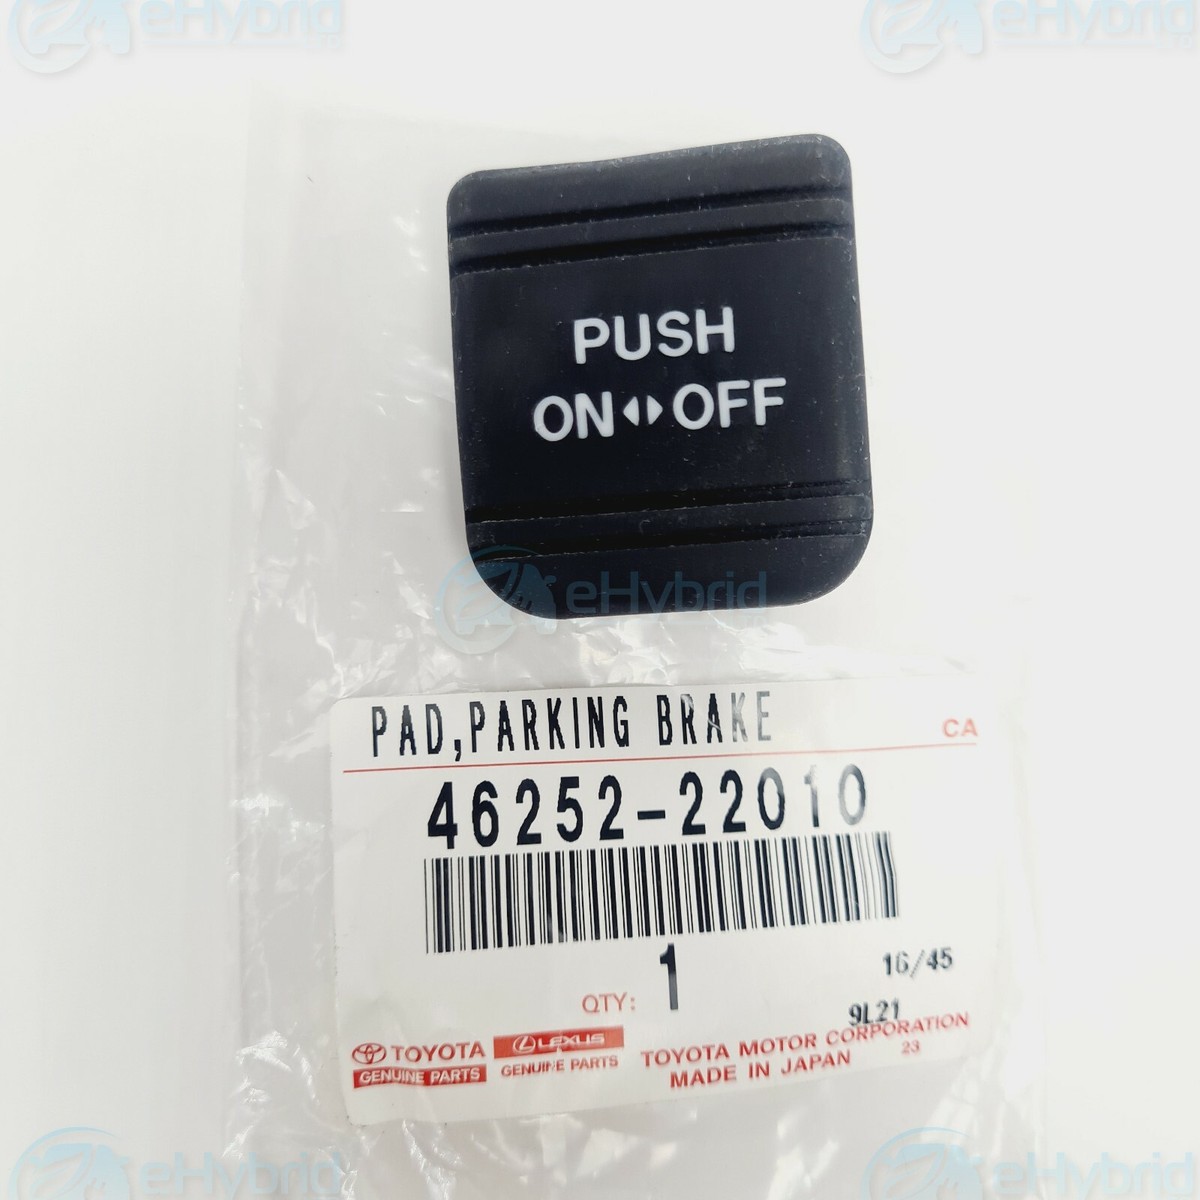 eHybrid
eHybrid
PUSH
ON◂▸OFF
eHybrid
PAD,PARKING BRAKE
CA
46252-22010
QTY: 1
16/45
9L21
TOYOTA
GENUINE PARTS
LEXUS
GENUINE PARTS
TOYOTA MOTOR CORPORATION
MADE IN JAPAN
23
eHybrid
eHybrid